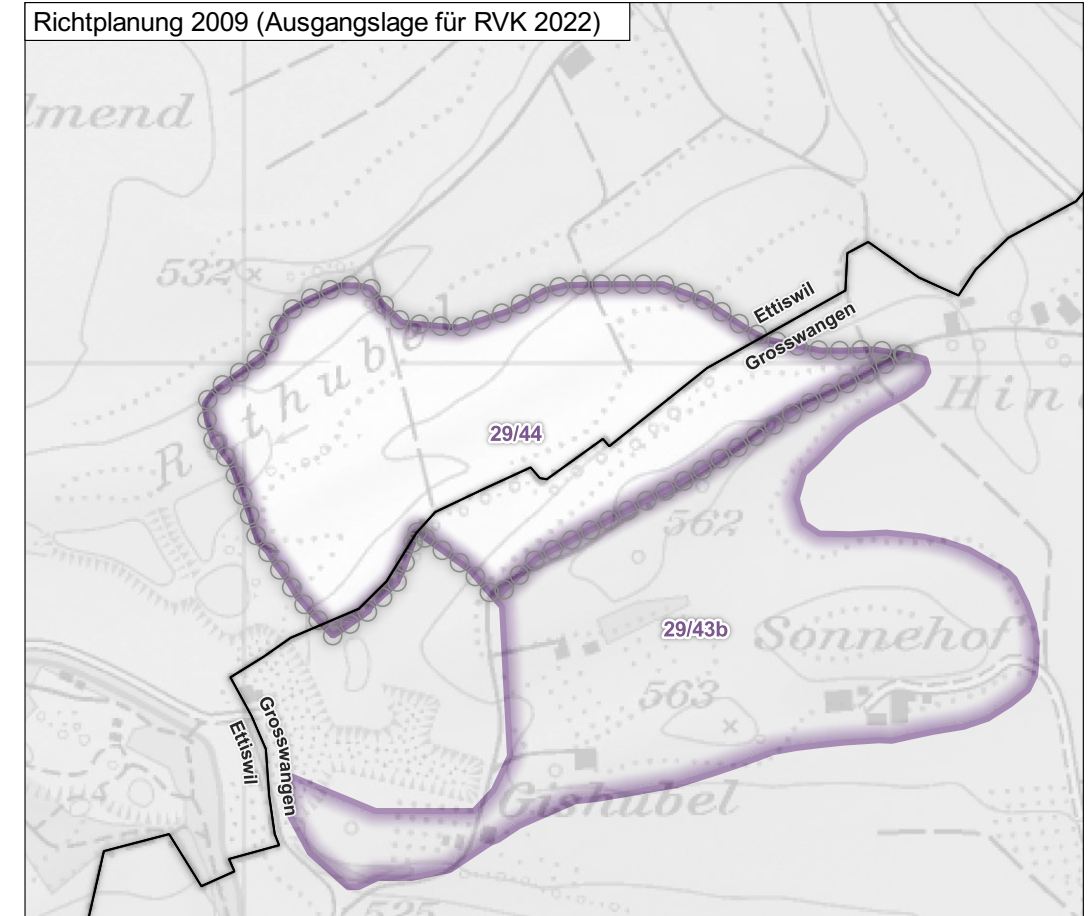 Richtplanung 2009 (Ausgangslage für RVK 2022)
lmend
532
Ettiswil
Grosswangen
Hin
29/44
562
29/43b
Sonnehof
563
Grosswangen
Ettiswil
Gishubel
525